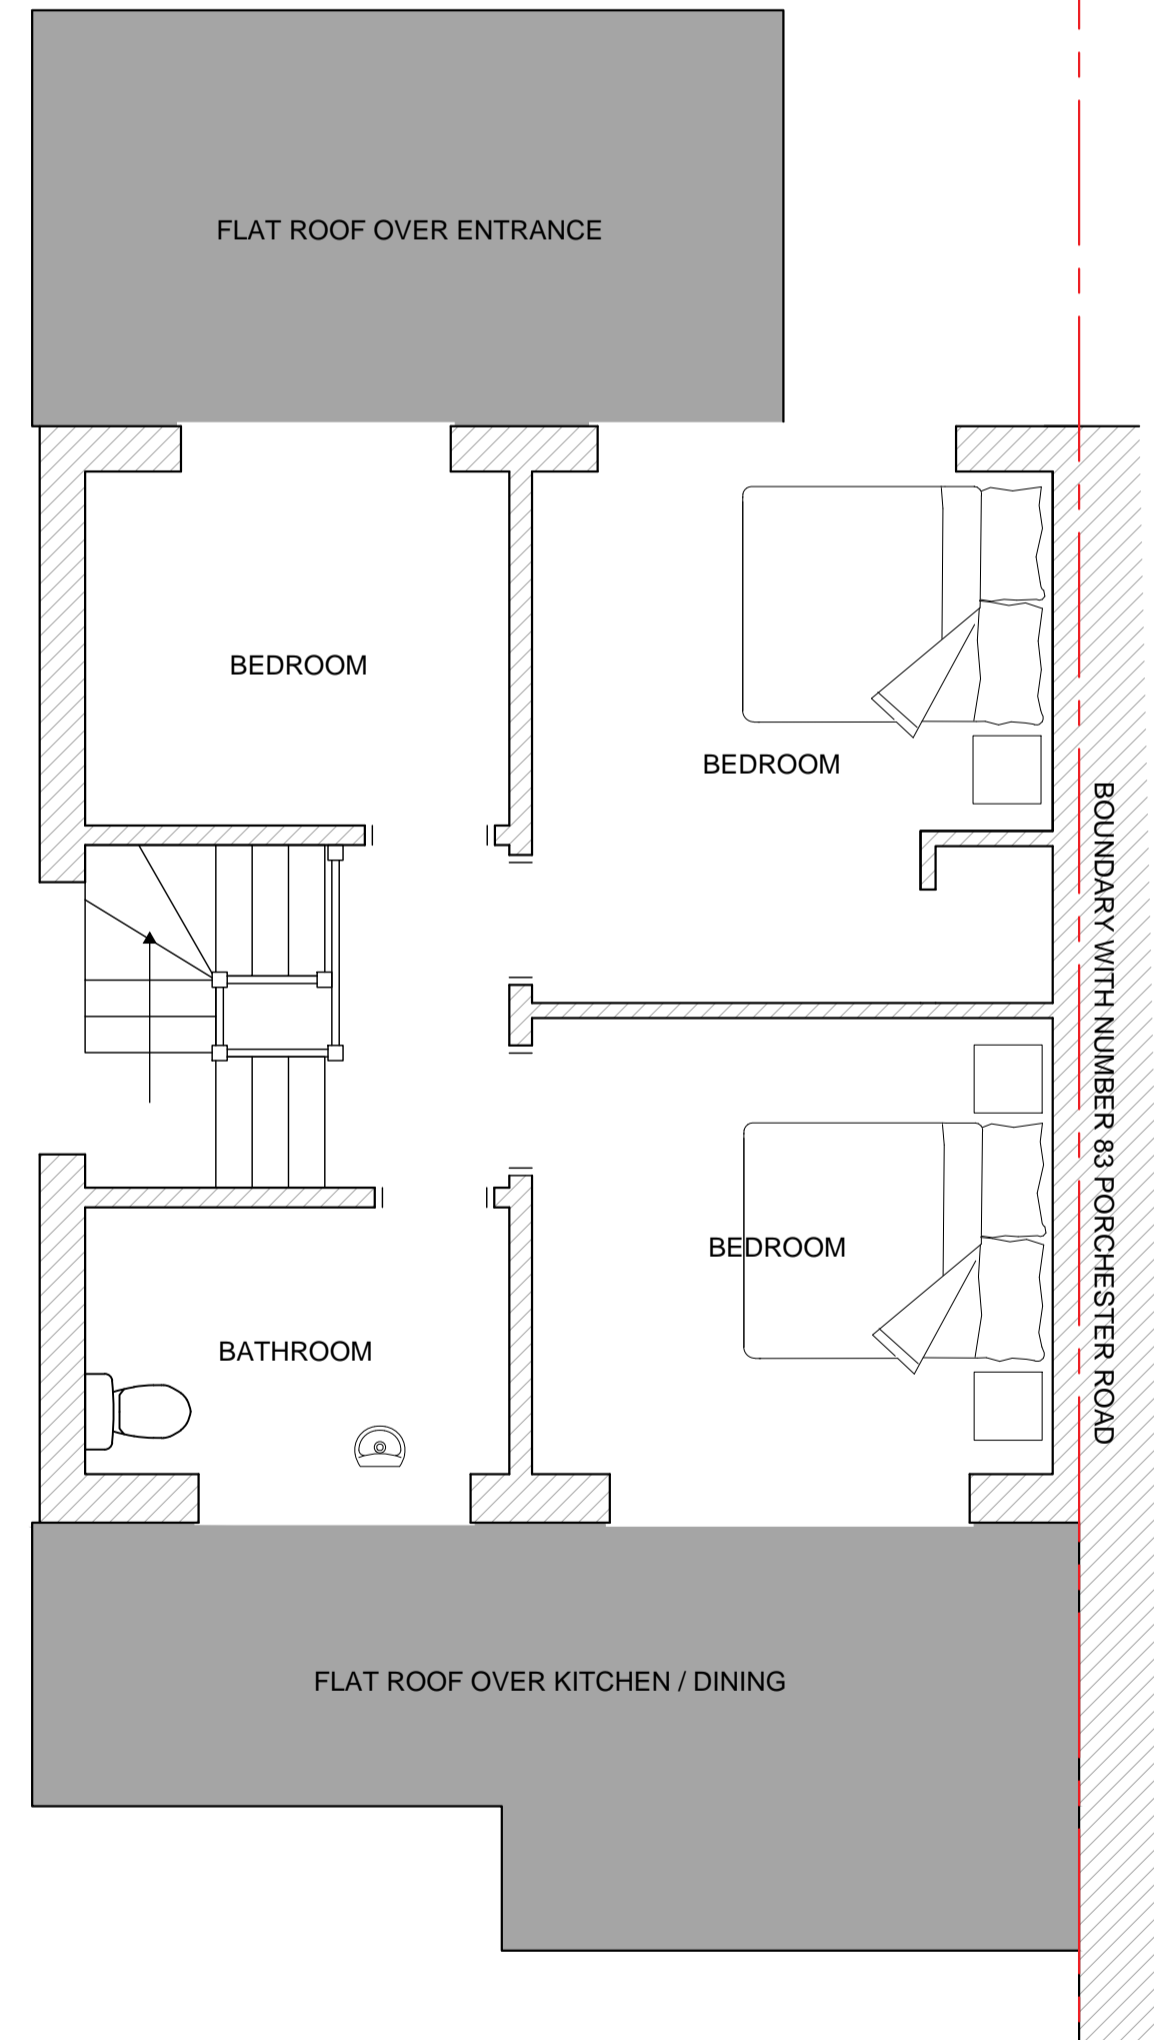 FLAT ROOF OVER ENTRANCE
BEDROOM
BEDROOM
BOUNDARY WITH NUMBER 83 PORCHESTER ROAD
BEDROOM
BATHROOM
FLAT ROOF OVER KITCHEN / DINING